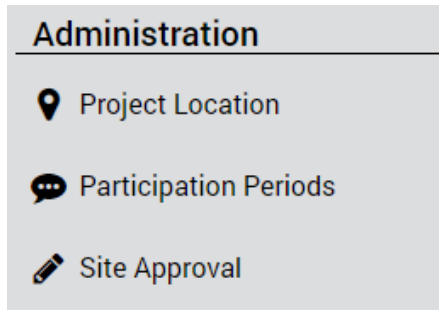 Administration
Project Location
Participation Periods
Site Approval